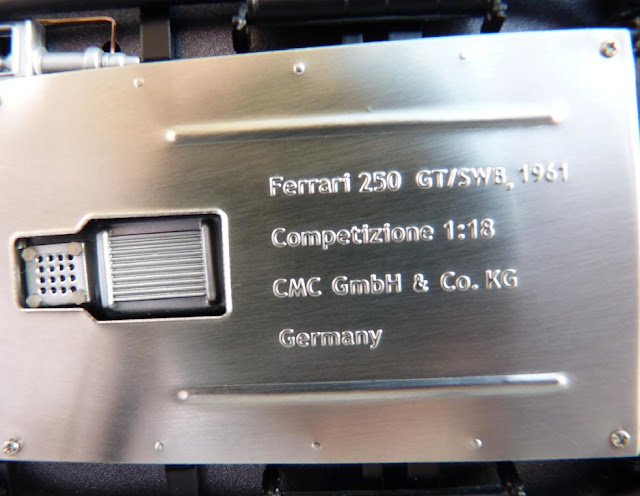 Ferrari 250 GT/SWB, 1961
Competizione 1:18
CMC GmbH & Co. KG
Germany